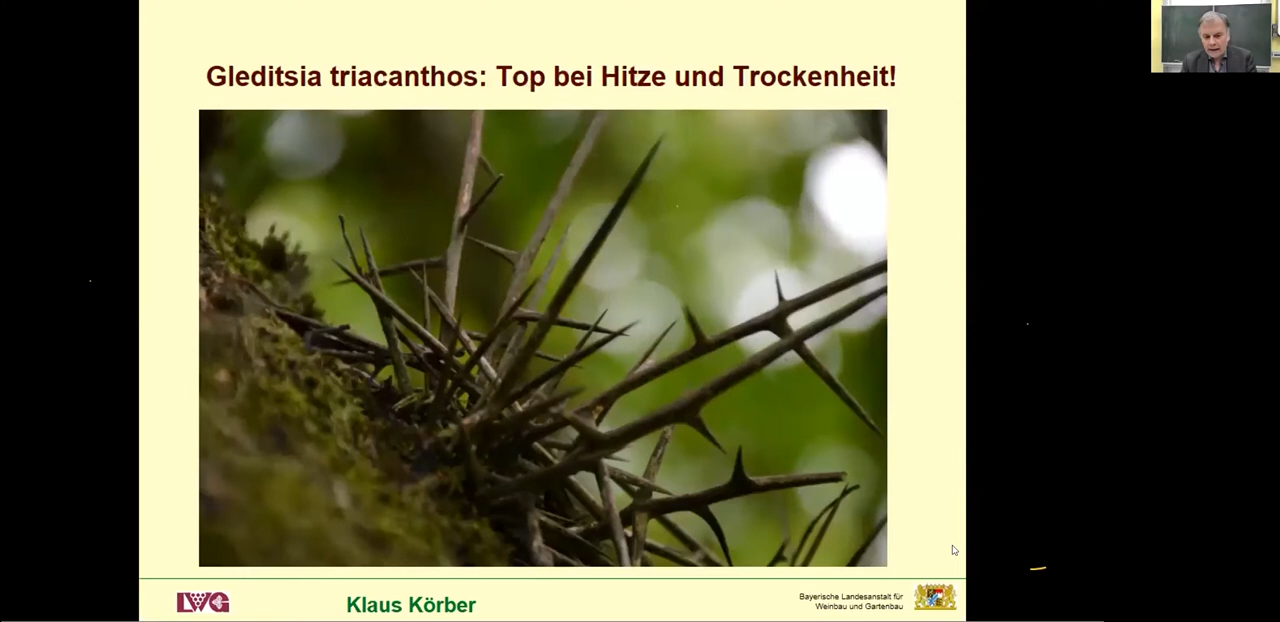 Gleditsia triacanthos: Top bei Hitze und Trockenheit!
LWG
Klaus Körber
Bayerische Landesanstalt für
Weinbau und Gartenbau